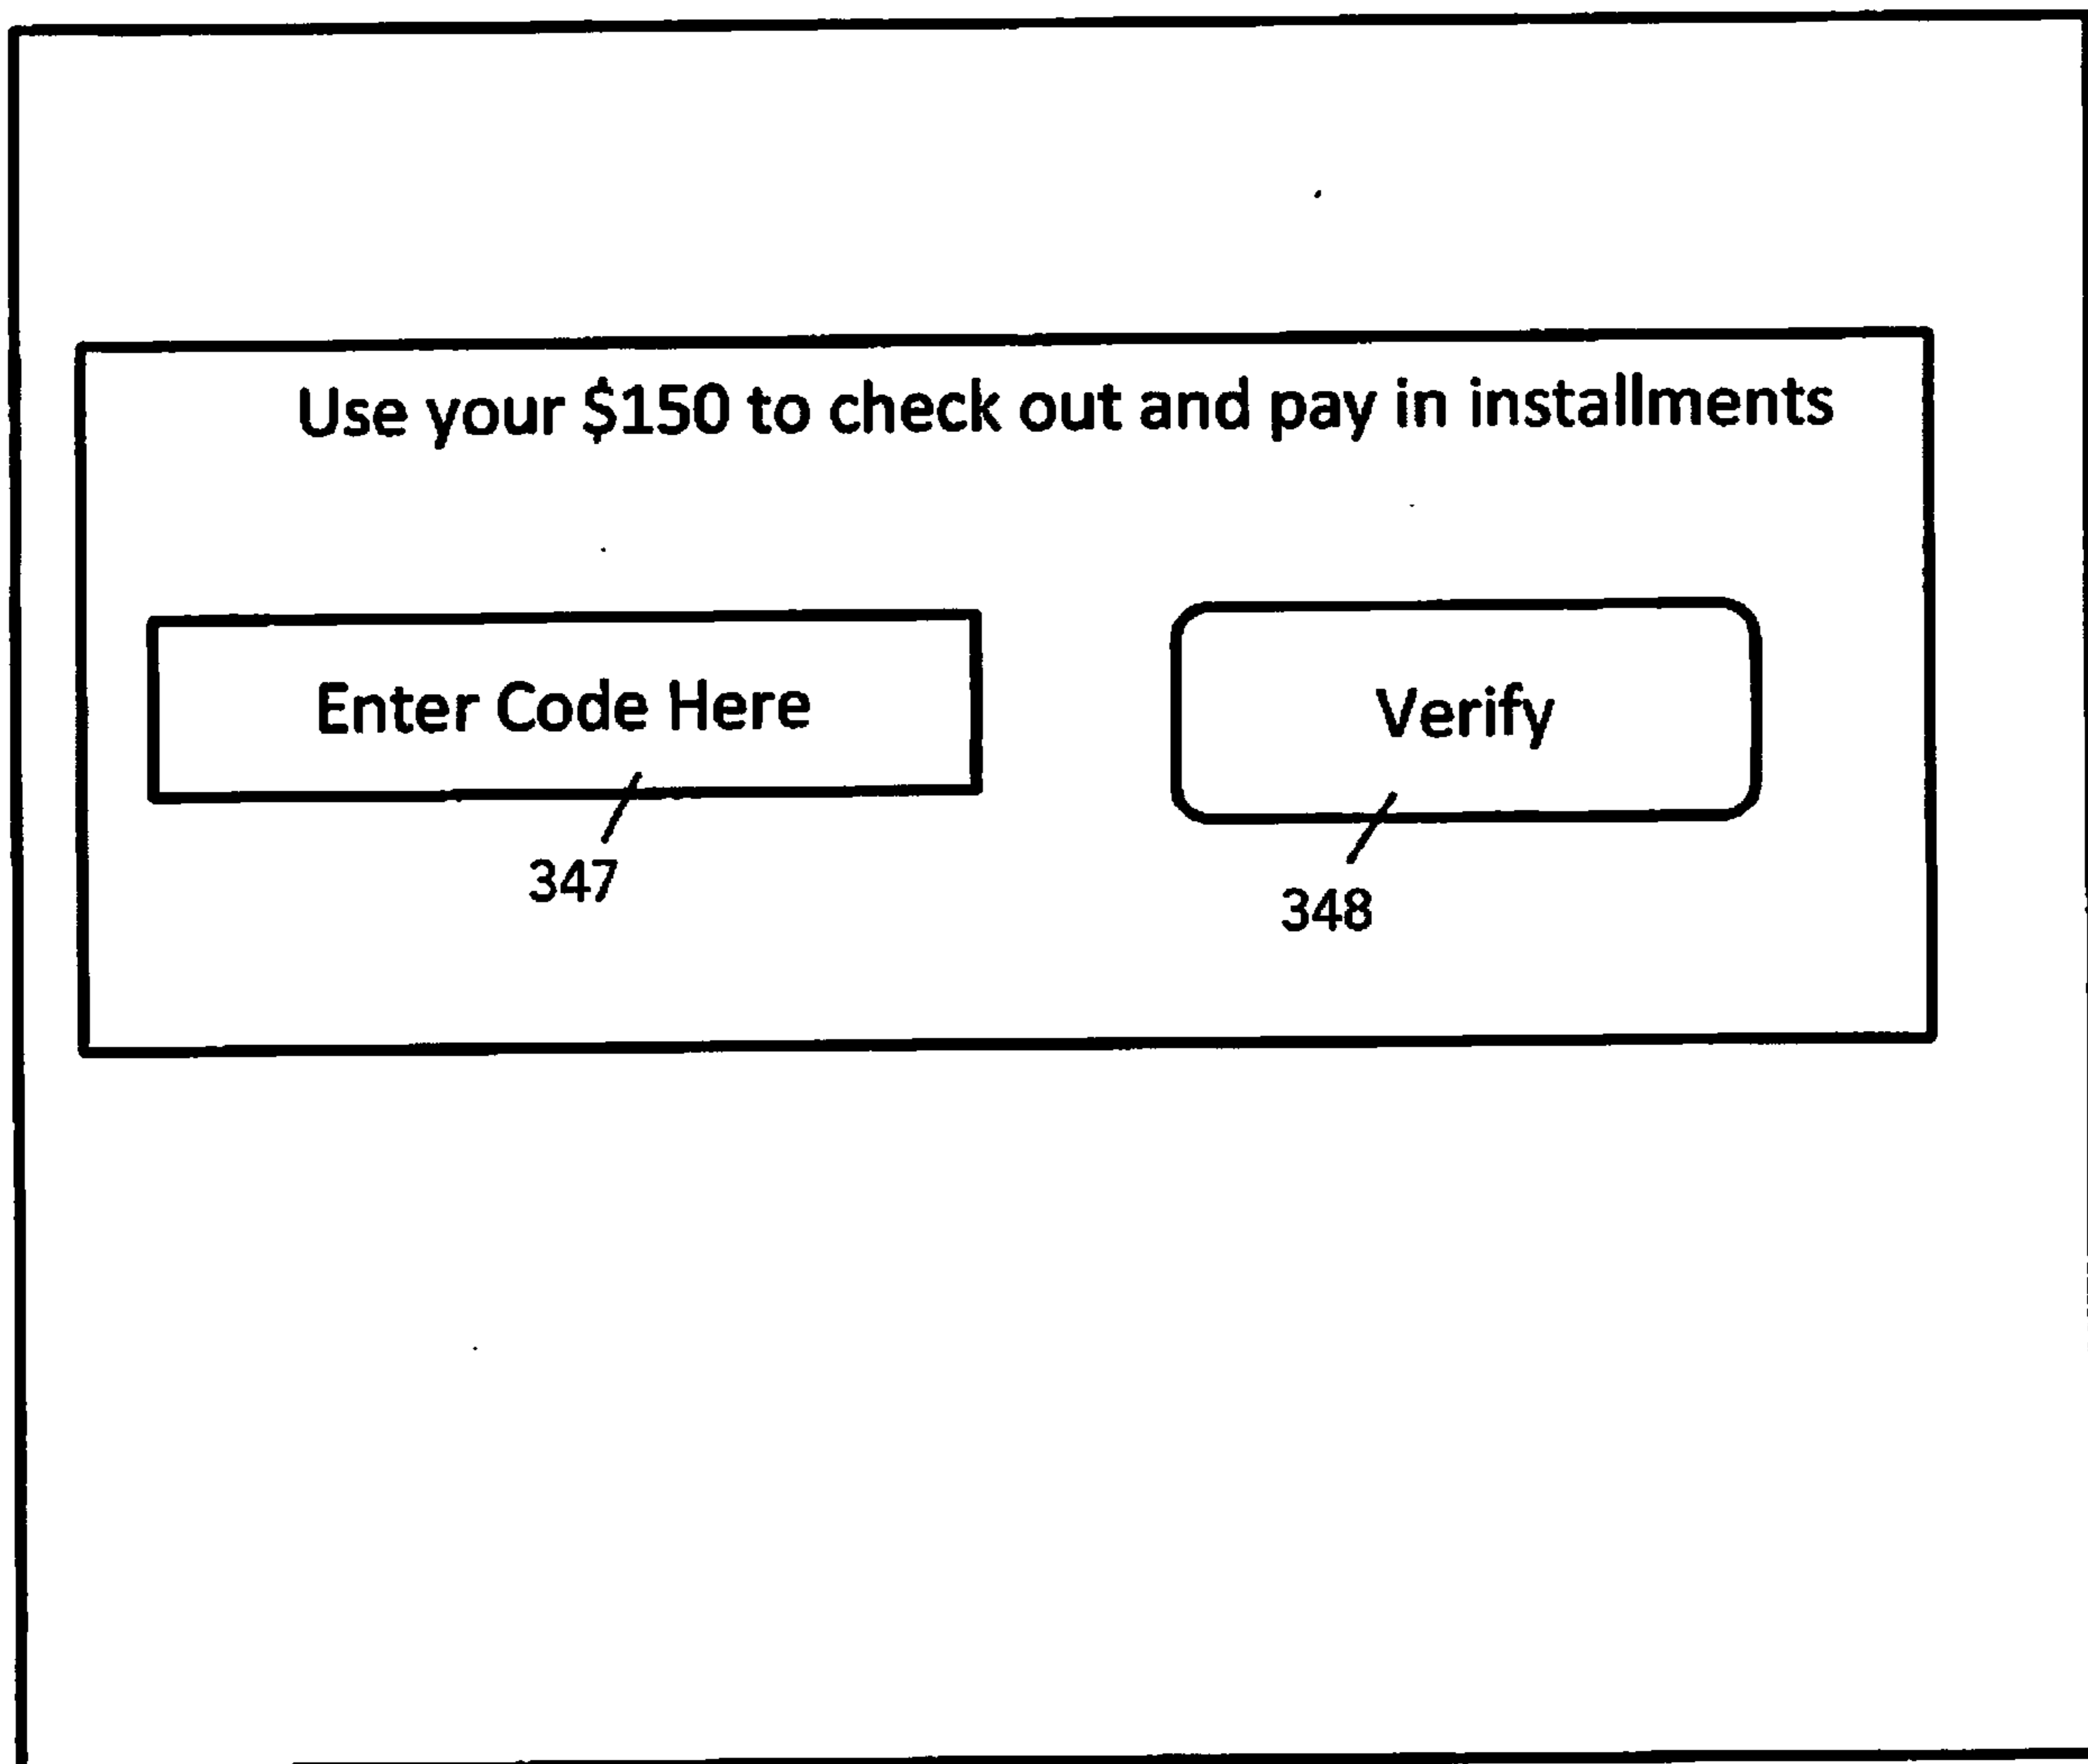 Use your $150 to check out and pay in installments
Enter Code Here
Verify
347
348